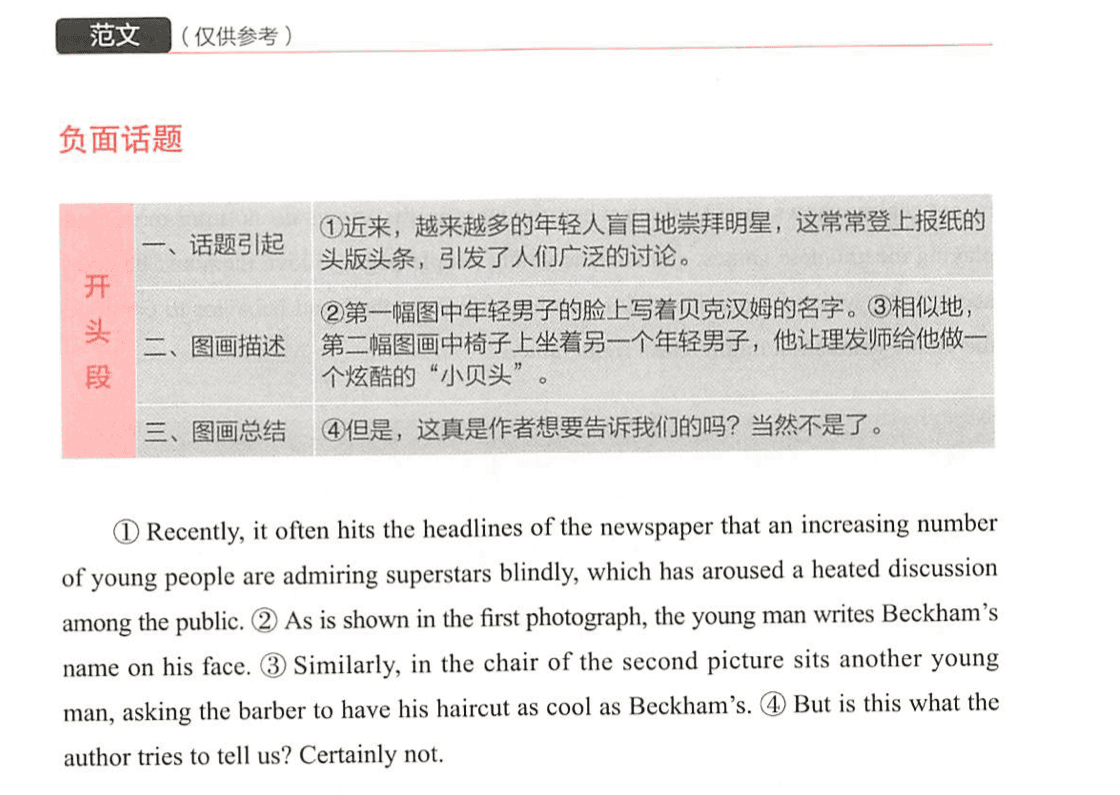 范文（仅供参考）
负面话题
开头段
一、话题引起
①近来，越来越多的年轻人盲目地崇拜明星，这常常登上报纸的
头版头条，引发了人们广泛的讨论。
二、图画描述
②第一幅图中年轻男子的脸上写着贝克汉姆的名字。③相似地，
第二幅图画中椅子上坐着另一个年轻男子，他让理发师给他做一
个炫酷的“小贝头”。
三、图画总结
④但是，这真是作者想要告诉我们的吗？当然不是了。
① Recently, it often hits the headlines of the newspaper that an increasing number
of young people are admiring superstars blindly, which has aroused a heated discussion
among the public. ② As is shown in the first photograph, the young man writes Beckham’s
name on his face. ③ Similarly, in the chair of the second picture sits another young
man, asking the barber to have his haircut as cool as Beckham’s. ④ But is this what the
author tries to tell us? Certainly not.